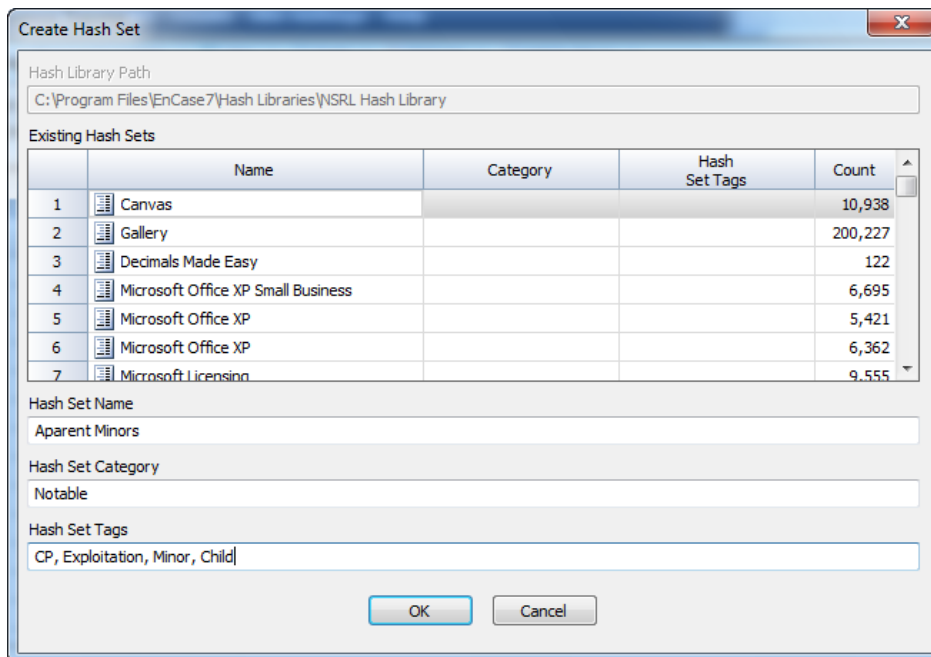 Create Hash Set
x
Hash Library Path
C:\Program Files\EnCase7\Hash Libraries\NSRL Hash Library
Existing Hash Sets
Name Category Hash Set Tags Count
1 Canvas 10,938
2 Gallery 200,227
3 Decimals Made Easy 122
4 Microsoft Office XP Small Business 6,695
5 Microsoft Office XP 5,421
6 Microsoft Office XP 6,362
7 Microsoft Licensing 9,555
Hash Set Name
Aparent Minors
Hash Set Category
Notable
Hash Set Tags
CP, Exploitation, Minor, Child
OK Cancel